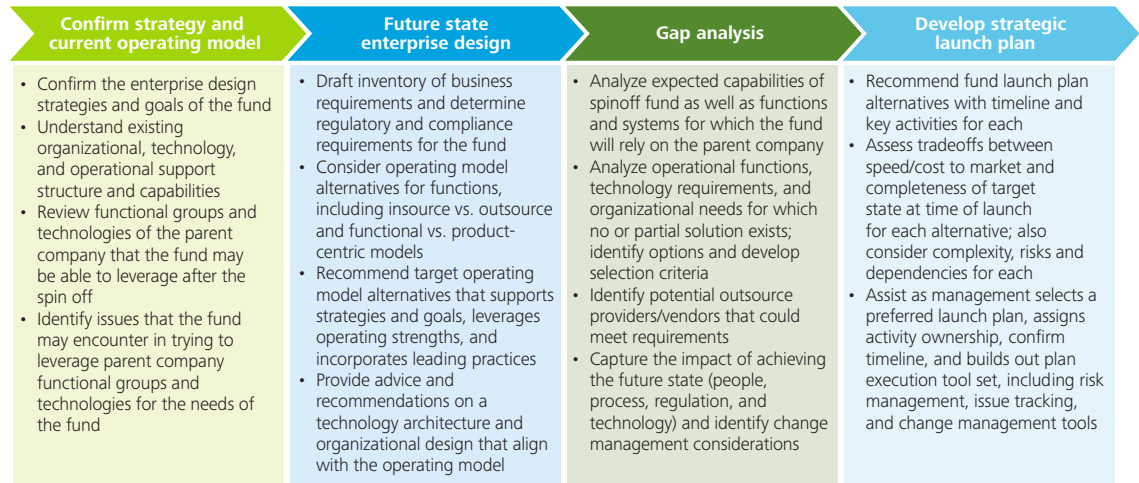 Confirm strategy and
current operating model
• Confirm the enterprise design
strategies and goals of the fund
• Understand existing
organizational, technology,
and operational support
structure and capabilities
• Review functional groups and
technologies of the parent
company that the fund may
be able to leverage after the
spin off
• Identify issues that the fund
may encounter in trying to
leverage parent company
functional groups and
technologies for the needs of
the fund
Future state
enterprise design
• Draft inventory of business
requirements and determine
regulatory and compliance
requirements for the fund
• Consider operating model
alternatives for functions,
including insource vs. outsource
and functional vs. product-
centric models
• Recommend target operating
model alternatives that supports
strategies and goals, leverages
operating strengths, and
incorporates leading practices
• Provide advice and
recommendations on a
technology architecture and
organizational design that align
with the operating model
Gap analysis
• Analyze expected capabilities of
spinoff fund as well as functions
and systems for which the fund
will rely on the parent company
• Analyze operational functions,
technology requirements, and
organizational needs for which
no or partial solution exists;
identify options and develop
selection criteria
• Identify potential outsource
providers/vendors that could
meet requirements
• Capture the impact of achieving
the future state (people,
process, regulation, and
technology) and identify change
management considerations
Develop strategic
launch plan
• Recommend fund launch plan
alternatives with timeline and
key activities for each
• Assess tradeoffs between
speed/cost to market and
completeness of target
state at time of launch
for each alternative; also
consider complexity, risks and
dependencies for each
• Assist as management selects a
preferred launch plan, assigns
activity ownership, confirm
timeline, and builds out plan
execution tool set, including risk
management, issue tracking,
and change management tools